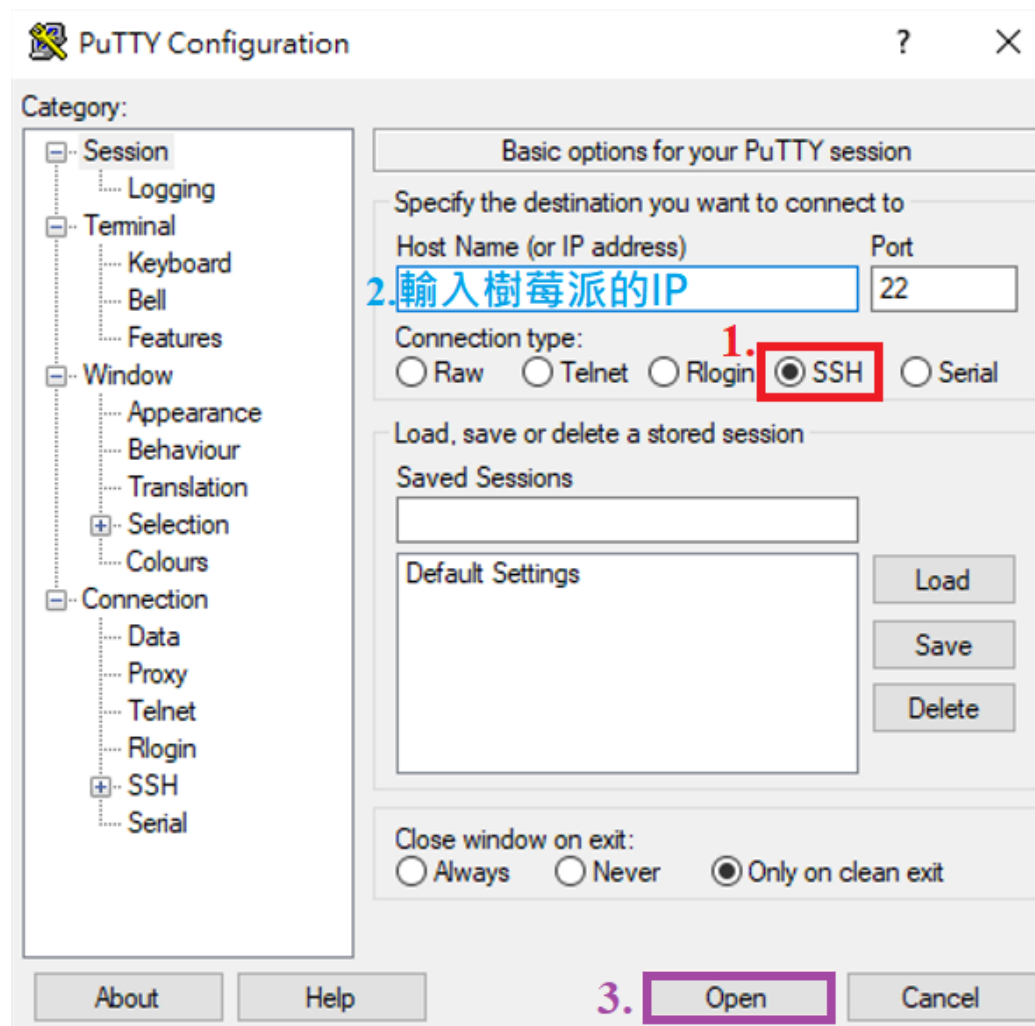 PuTTY Configuration
?
Category:
Session
Logging
Terminal
Keyboard
Bell
Features
Window
Appearance
Behaviour
Translation
Selection
Colours
Connection
Data
Proxy
Telnet
Rlogin
SSH
Serial
Basic options for your PuTTY session
Specify the destination you want to connect to
Host Name (or IP address) Port
2.輸入樹莓派的IP 22
Connection type: 1.
Raw Telnet Rlogin SSH Serial
Load, save or delete a stored session
Saved Sessions
Default Settings
Load
Save
Delete
Close window on exit:
Always Never Only on clean exit
About Help 3. Open Cancel